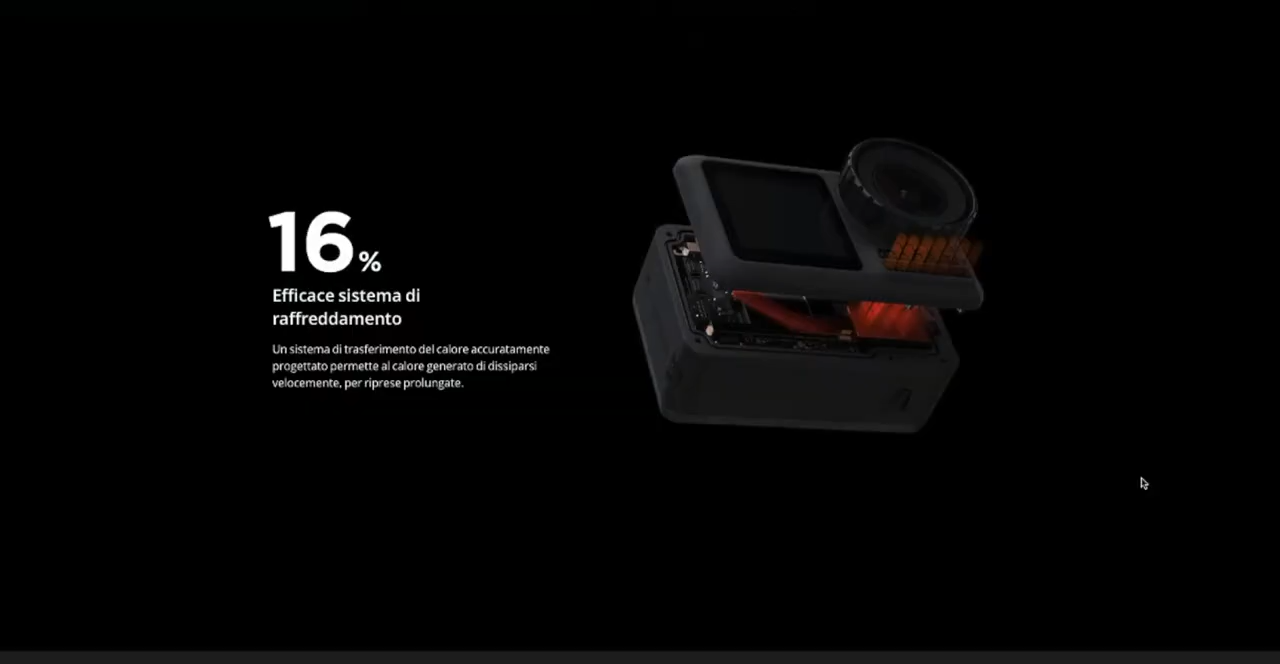 16%
Efficace sistema di
raffreddamento
Un sistema di trasferimento del calore accuratamente
progettato permette al calore generato di dissiparsi
velocemente, per riprese prolungate.